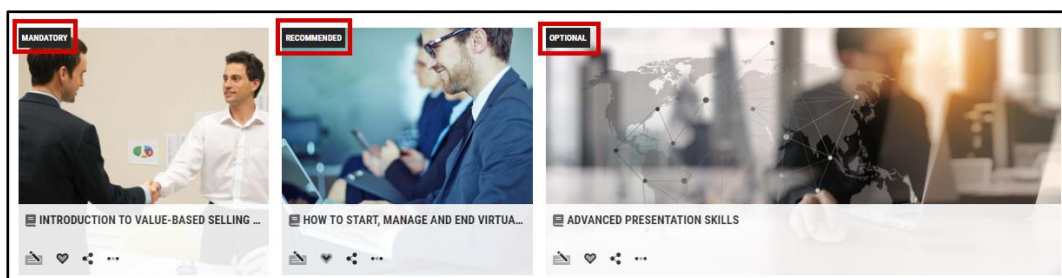 MANDATORY
RECOMMENDED
OPTIONAL
INTRODUCTION TO VALUE-BASED SELLING ...
HOW TO START, MANAGE AND END VIRTUA...
ADVANCED PRESENTATION SKILLS